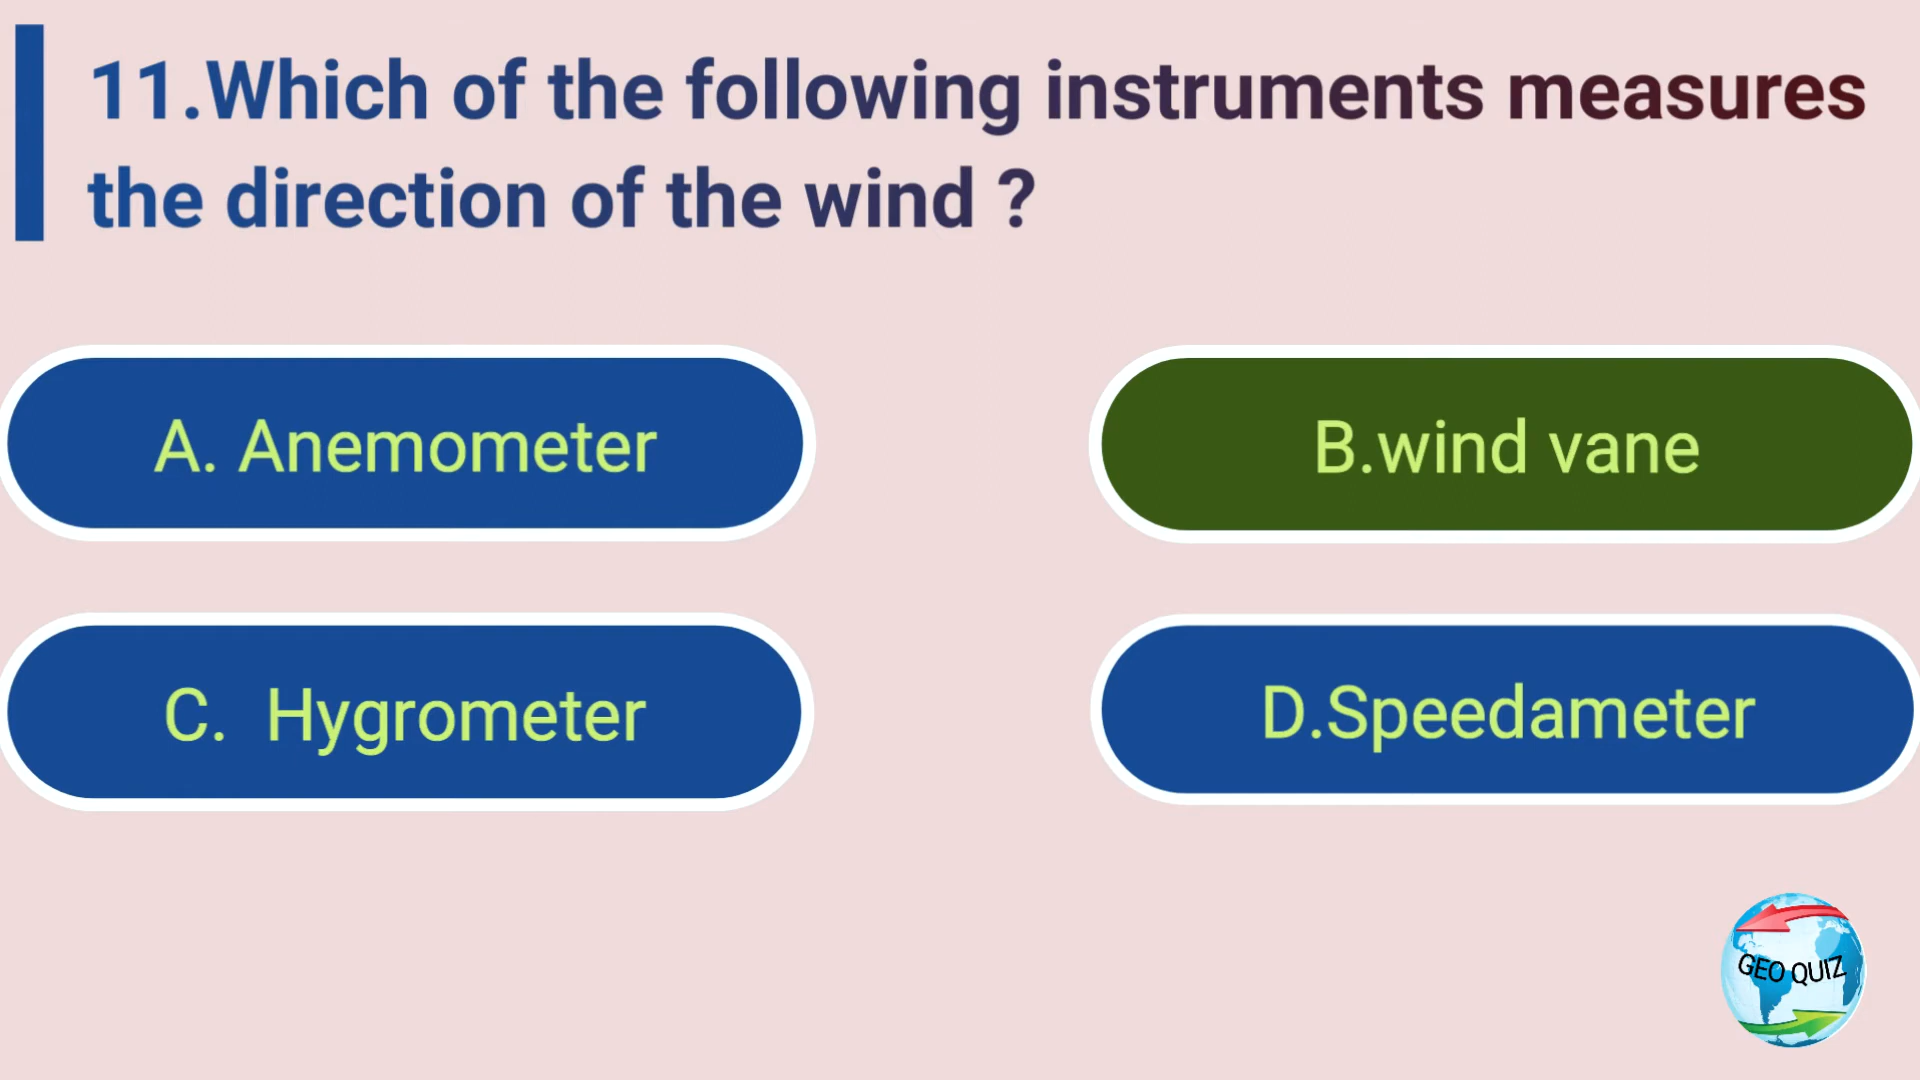 11.Which of the following instruments measures
the direction of the wind ?
A. Anemometer
B.wind vane
C. Hygrometer
D.Speedameter
GEO QUIZ